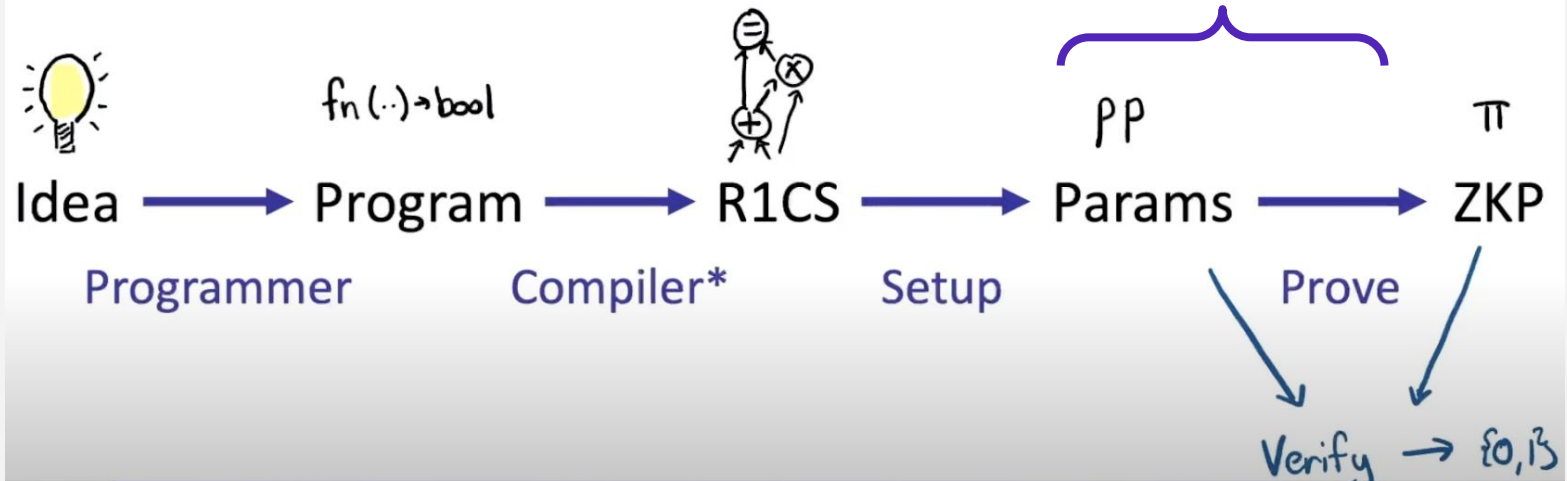 =
×
+
fn (..)→bool
pp
π
Idea → Program → R1CS → Params → ZKP
Programmer Compiler* Setup Prove
Verify → {0,1}